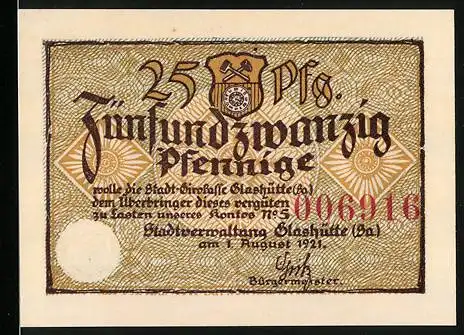 25 Pfg.
Fünfundzwanzig
Pfennige
wolle die Stadt-Girokasse Glashütte (Sa)
dem Überbringer dieses vergüten
zu Lasten unseres Kontos No 5 006916
Stadtverwaltung Glashütte (Sa)
am 1. August 1921.
Bürgermeister.